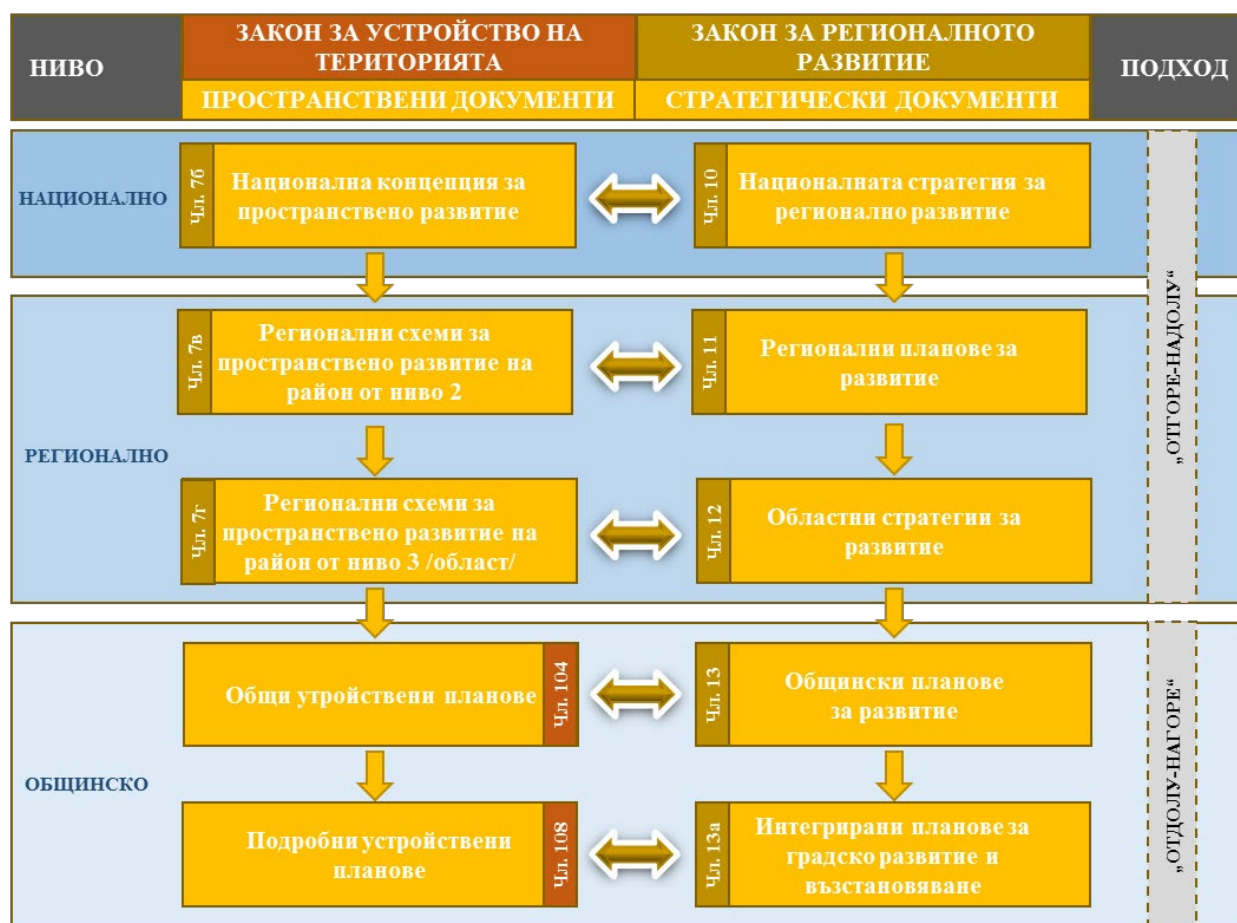 НИВО
ЗАКОН ЗА УСТРОЙСТВО НА
ТЕРИТОРИЯТА
ЗАКОН ЗА РЕГИОНАЛНОТО
РАЗВИТИЕ
ПОДХОД
ПРОСТРАНСТВЕНИ ДОКУМЕНТИ
СТРАТЕГИЧЕСКИ ДОКУМЕНТИ
НАЦИОНАЛНО
Чл. 7б
Национална концепция за
пространствено развитие
Чл. 10
Националната стратегия за
регионално развитие
„ОТГОРЕ-НАДОЛУ“
РЕГИОНАЛНО
Чл. 7в
Регионални схеми за
пространствено развитие на
район от ниво 2
Чл. 11
Регионални планове за
развитие
Чл. 7г
Регионални схеми за
пространствено развитие на
район от ниво 3 /област/
Чл. 12
Областни стратегии за
развитие
ОБЩИНСКО
Общи утройствени планове
Чл. 104
Чл. 13
Общински планове
за развитие
„ОТДОЛУ-НАГОРЕ“
Подробни устройствени
планове
Чл. 108
Чл. 13а
Интегрирани планове за
градско развитие и
възстановяване